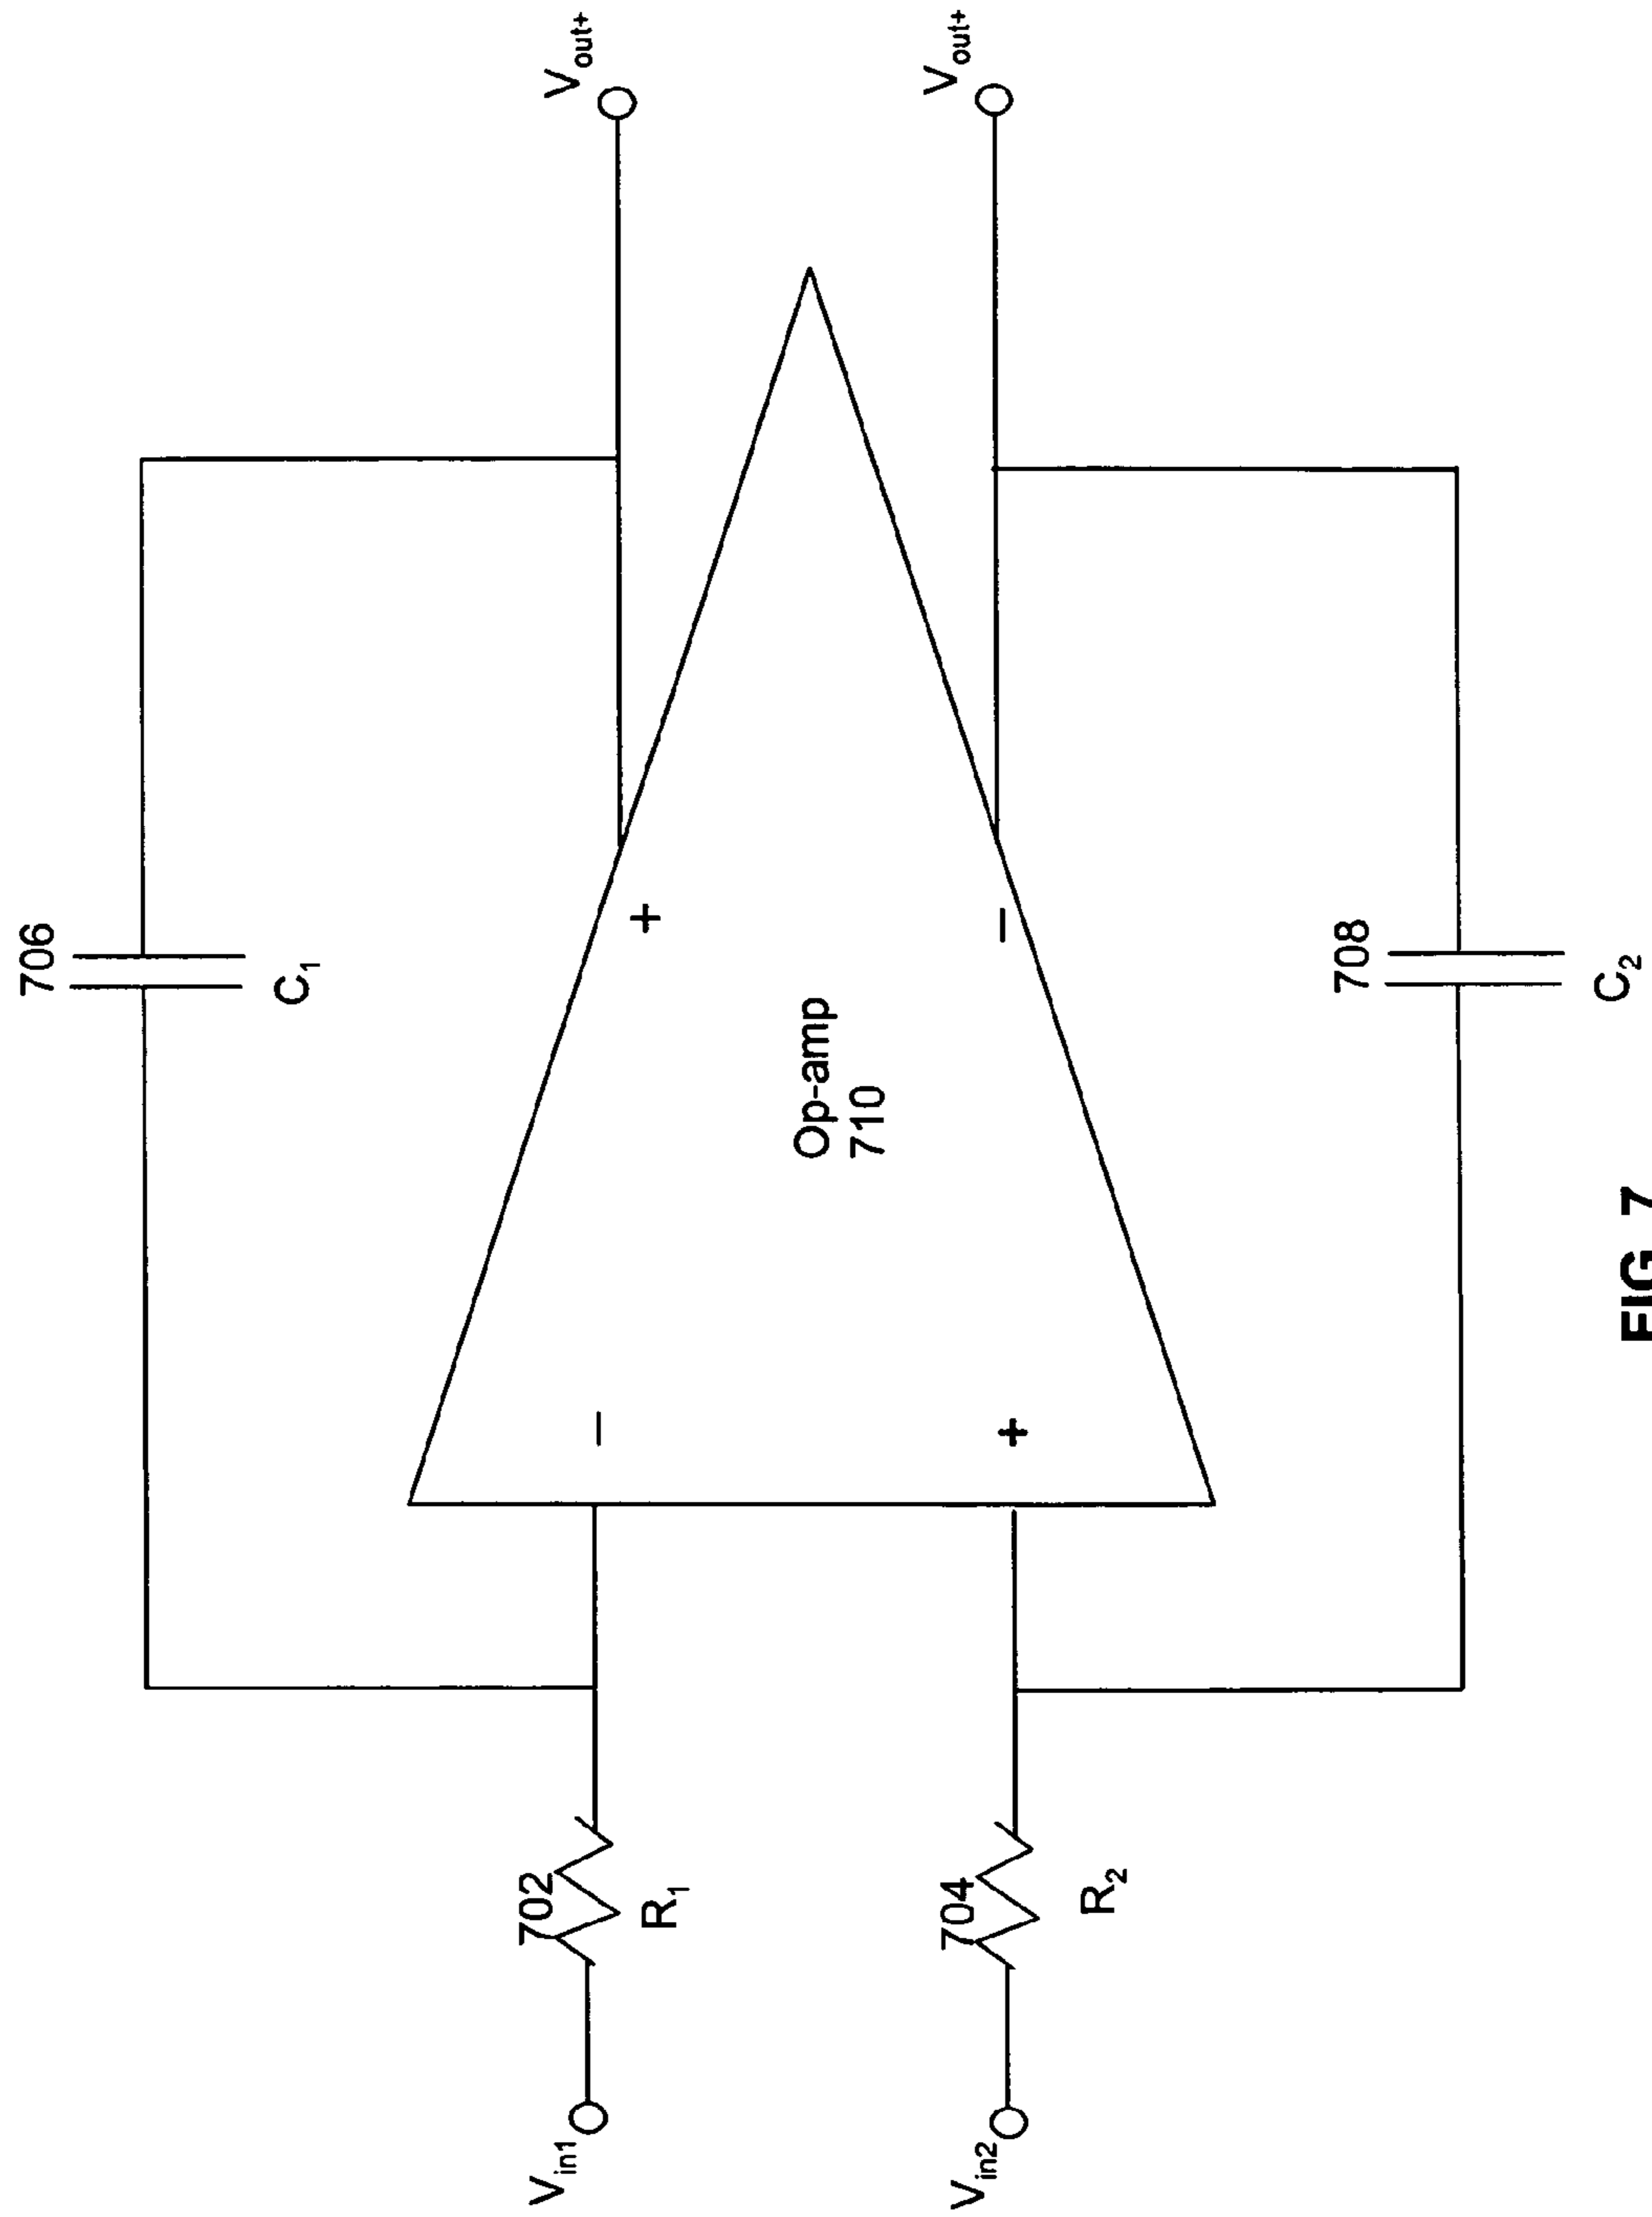 706
C₁
Vout+
702
R₁
Vin1
−
+
Op-amp
710
+
−
Vout+
704
R₂
Vin2
708
C₂
FIG. 7